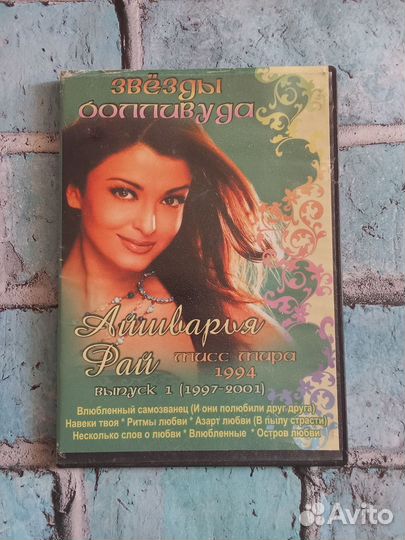 звёзды
болливуда
Айшварья
Рай мисс мира
1994
выпуск 1 (1997-2001)
Влюбленный самозванец (И они полюбили друг друга)
Навеки твоя * Ритмы любви * Азарт любви (В пылу страсти)
Несколько слов о любви * Влюбленные * Остров любви
Avito